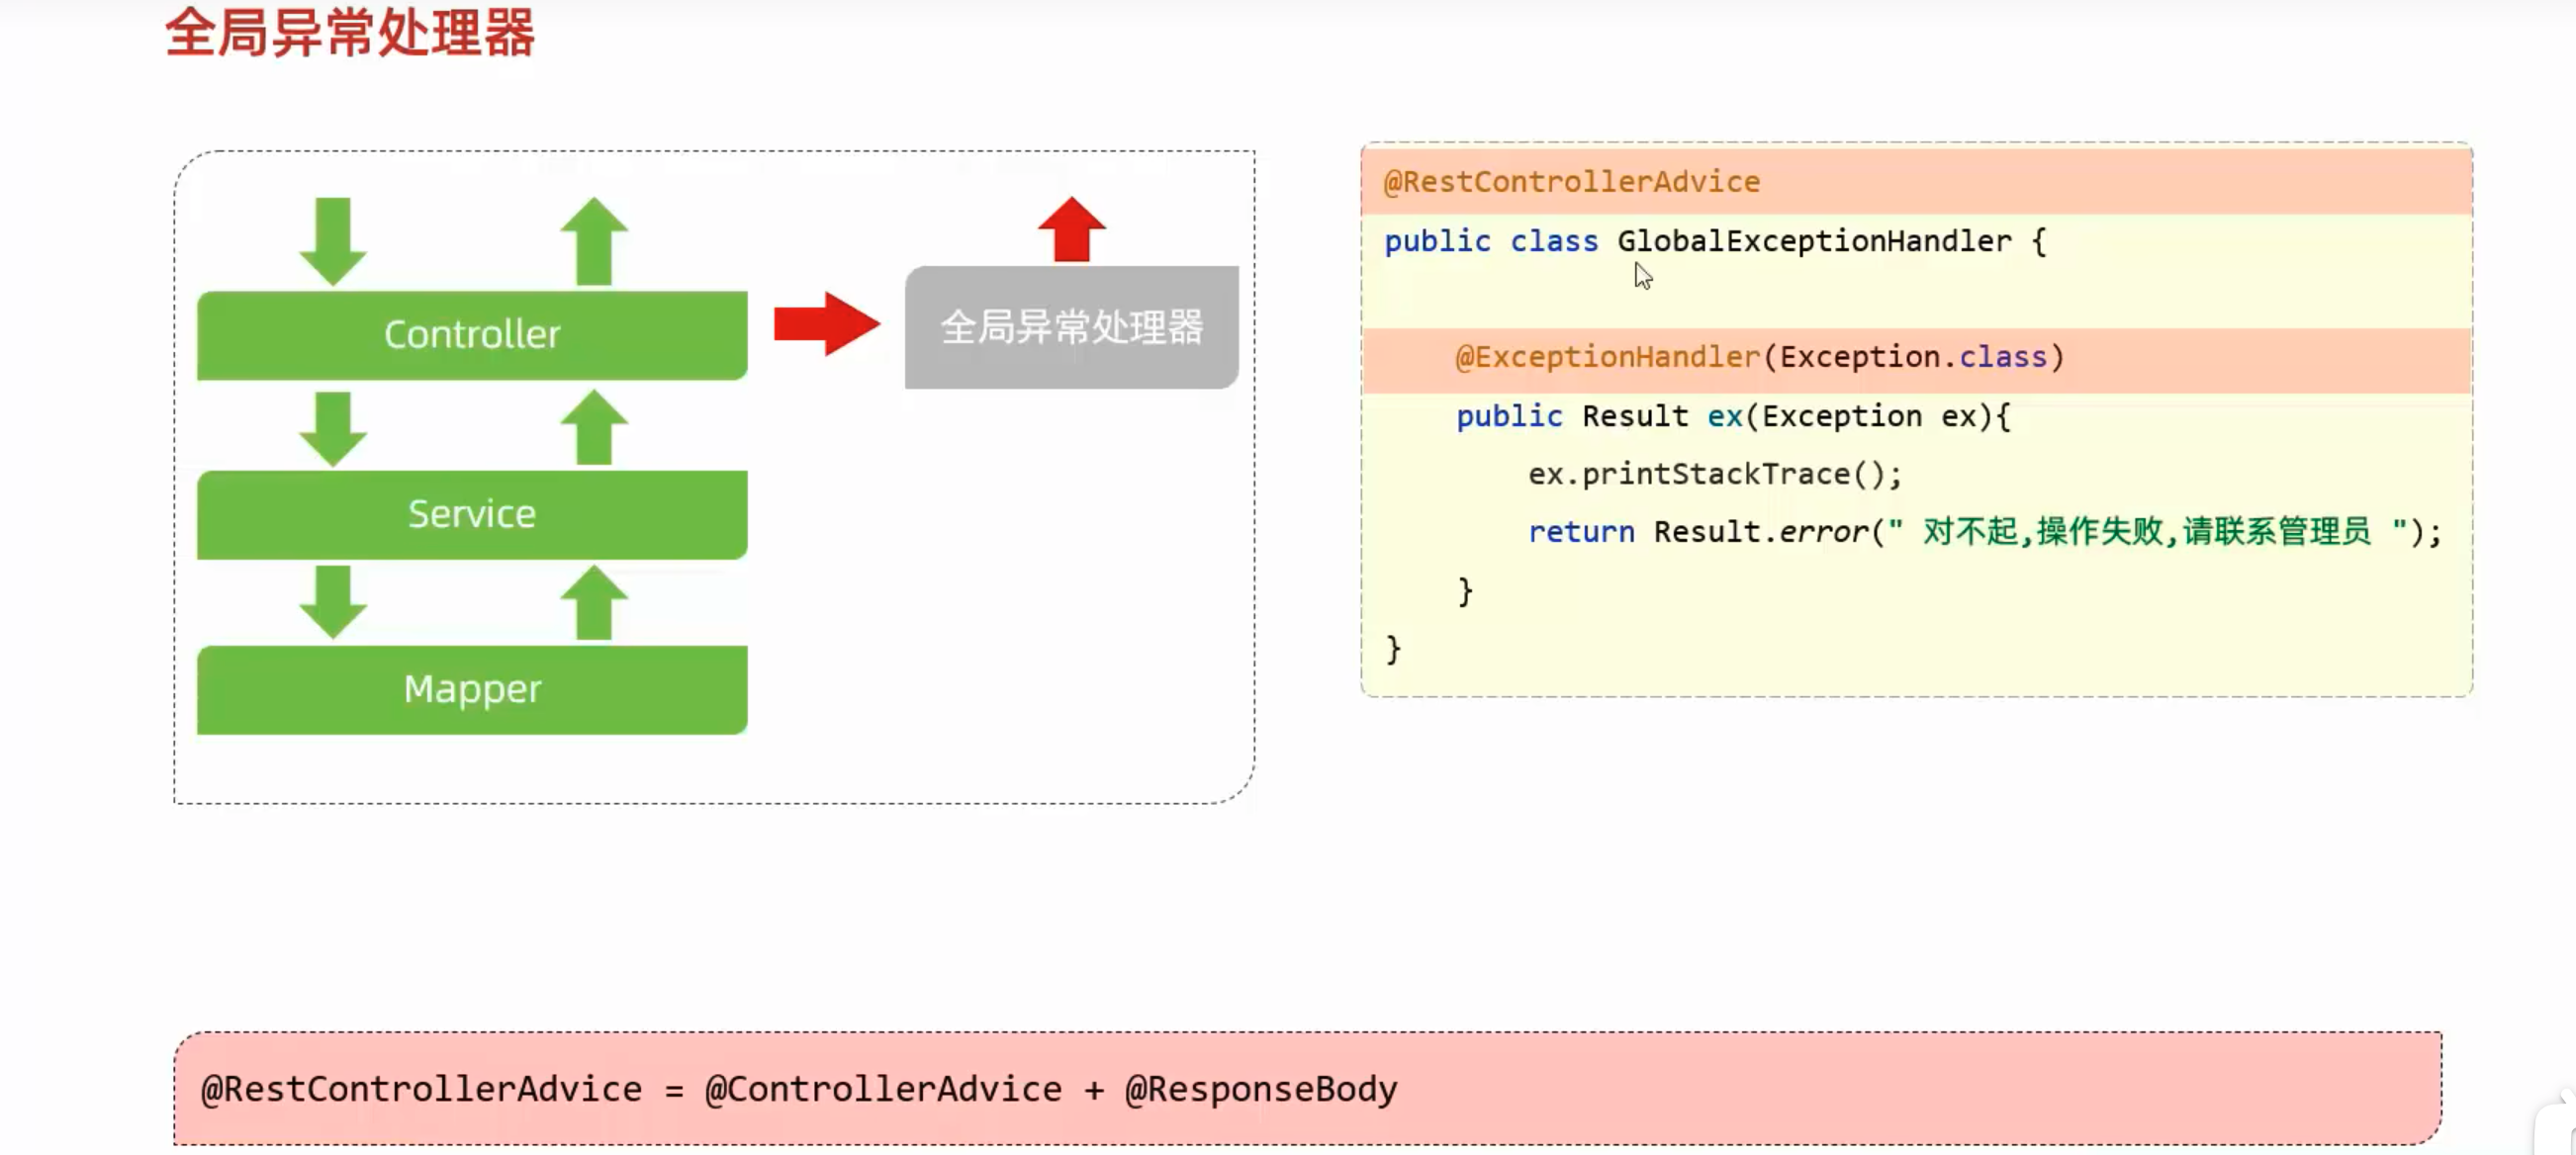 全局异常处理器
Controller
全局异常处理器
Service
Mapper
@RestControllerAdvice
public class GlobalExceptionHandler {
@ExceptionHandler(Exception.class)
public Result ex(Exception ex){
ex.printStackTrace();
return Result.error(" 对不起,操作失败,请联系管理员 ");
}
}
@RestControllerAdvice = @ControllerAdvice + @ResponseBody